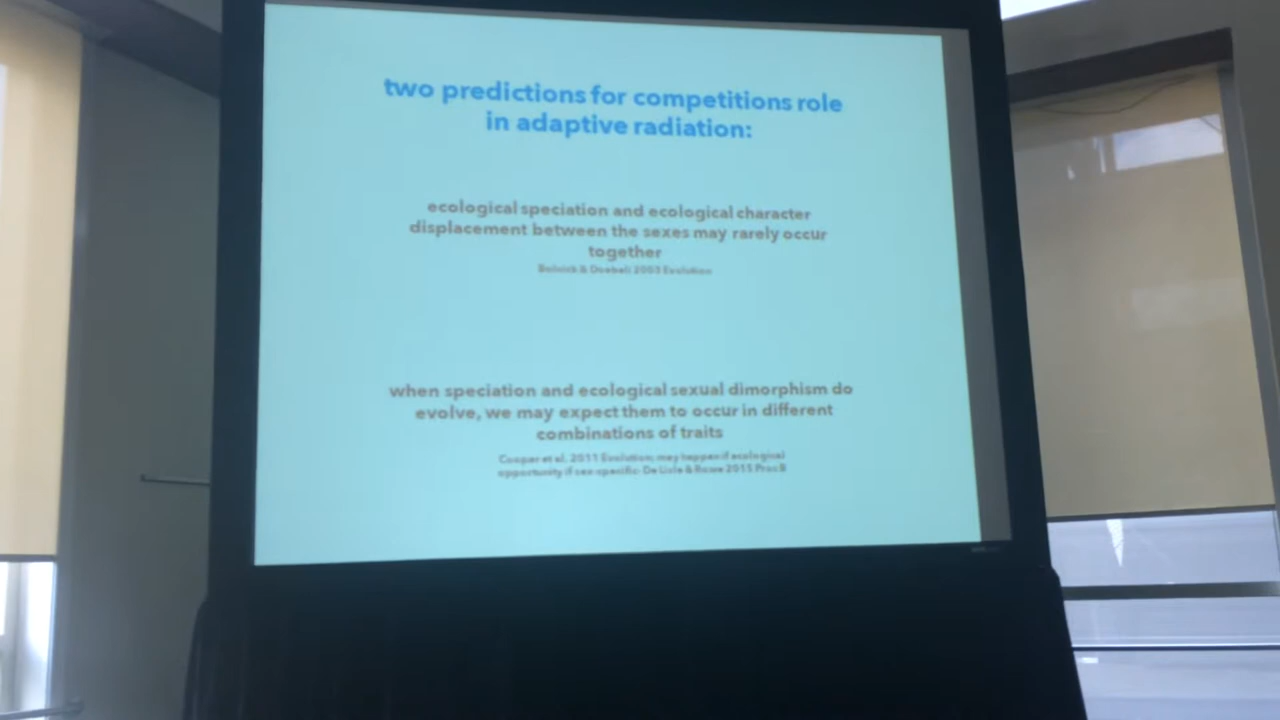 two predictions for competitions role
in adaptive radiation:
ecological speciation and ecological character
displacement between the sexes may rarely occur
together
Bolnick & Doebeli 2003 Evolution
when speciation and ecological sexual dimorphism do
evolve, we may expect them to occur in different
combinations of traits
Cooper et al. 2011 Evolution; may happen if ecological
opportunity if sex-specific: De Lisle & Rowe 2015 Proc B